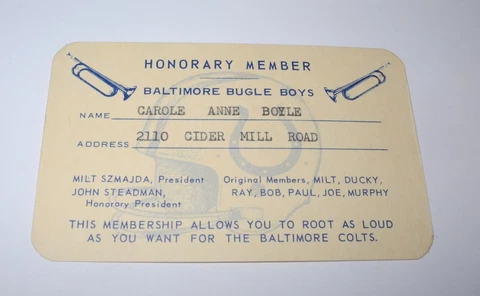 HONORARY MEMBER
BALTIMORE BUGLE BOYS
NAME CAROLE ANNE BOYLE
ADDRESS 2110 CIDER MILL ROAD
MILT SZMAJDA, President
JOHN STEADMAN,
Honorary President
Original Members, MILT, DUCKY,
RAY, BOB, PAUL, JOE, MURPHY
THIS MEMBERSHIP ALLOWS YOU TO ROOT AS LOUD
AS YOU WANT FOR THE BALTIMORE COLTS.